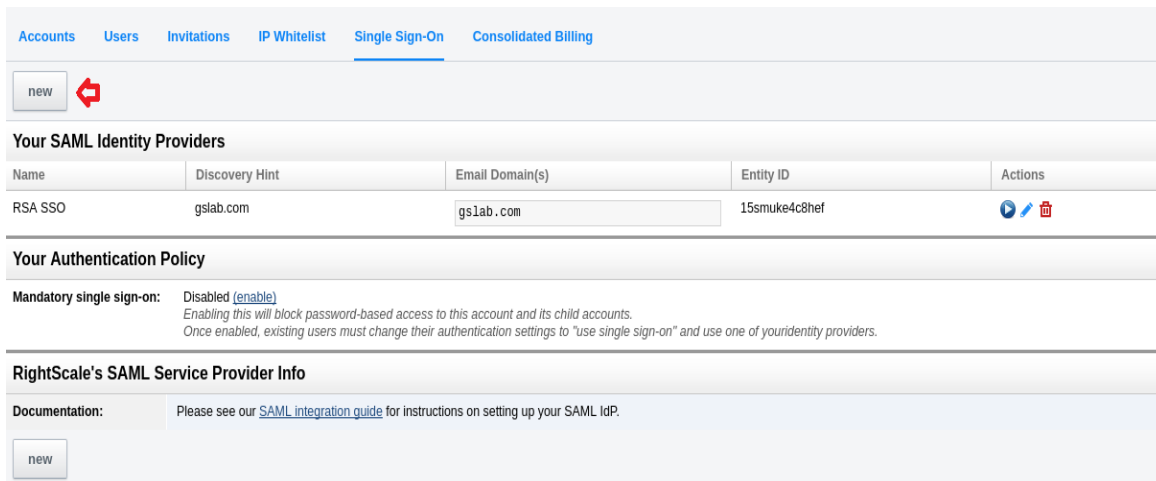 Accounts Users Invitations IP Whitelist Single Sign-On Consolidated Billing
new
Your SAML Identity Providers
Name Discovery Hint Email Domain(s) Entity ID Actions
RSA SSO gslab.com gslab.com 15smuke4c8hef
Your Authentication Policy
Mandatory single sign-on: Disabled (enable)
Enabling this will block password-based access to this account and its child accounts.
Once enabled, existing users must change their authentication settings to "use single sign-on" and use one of youridentity providers.
RightScale's SAML Service Provider Info
Documentation: Please see our SAML integration guide for instructions on setting up your SAML IdP.
new